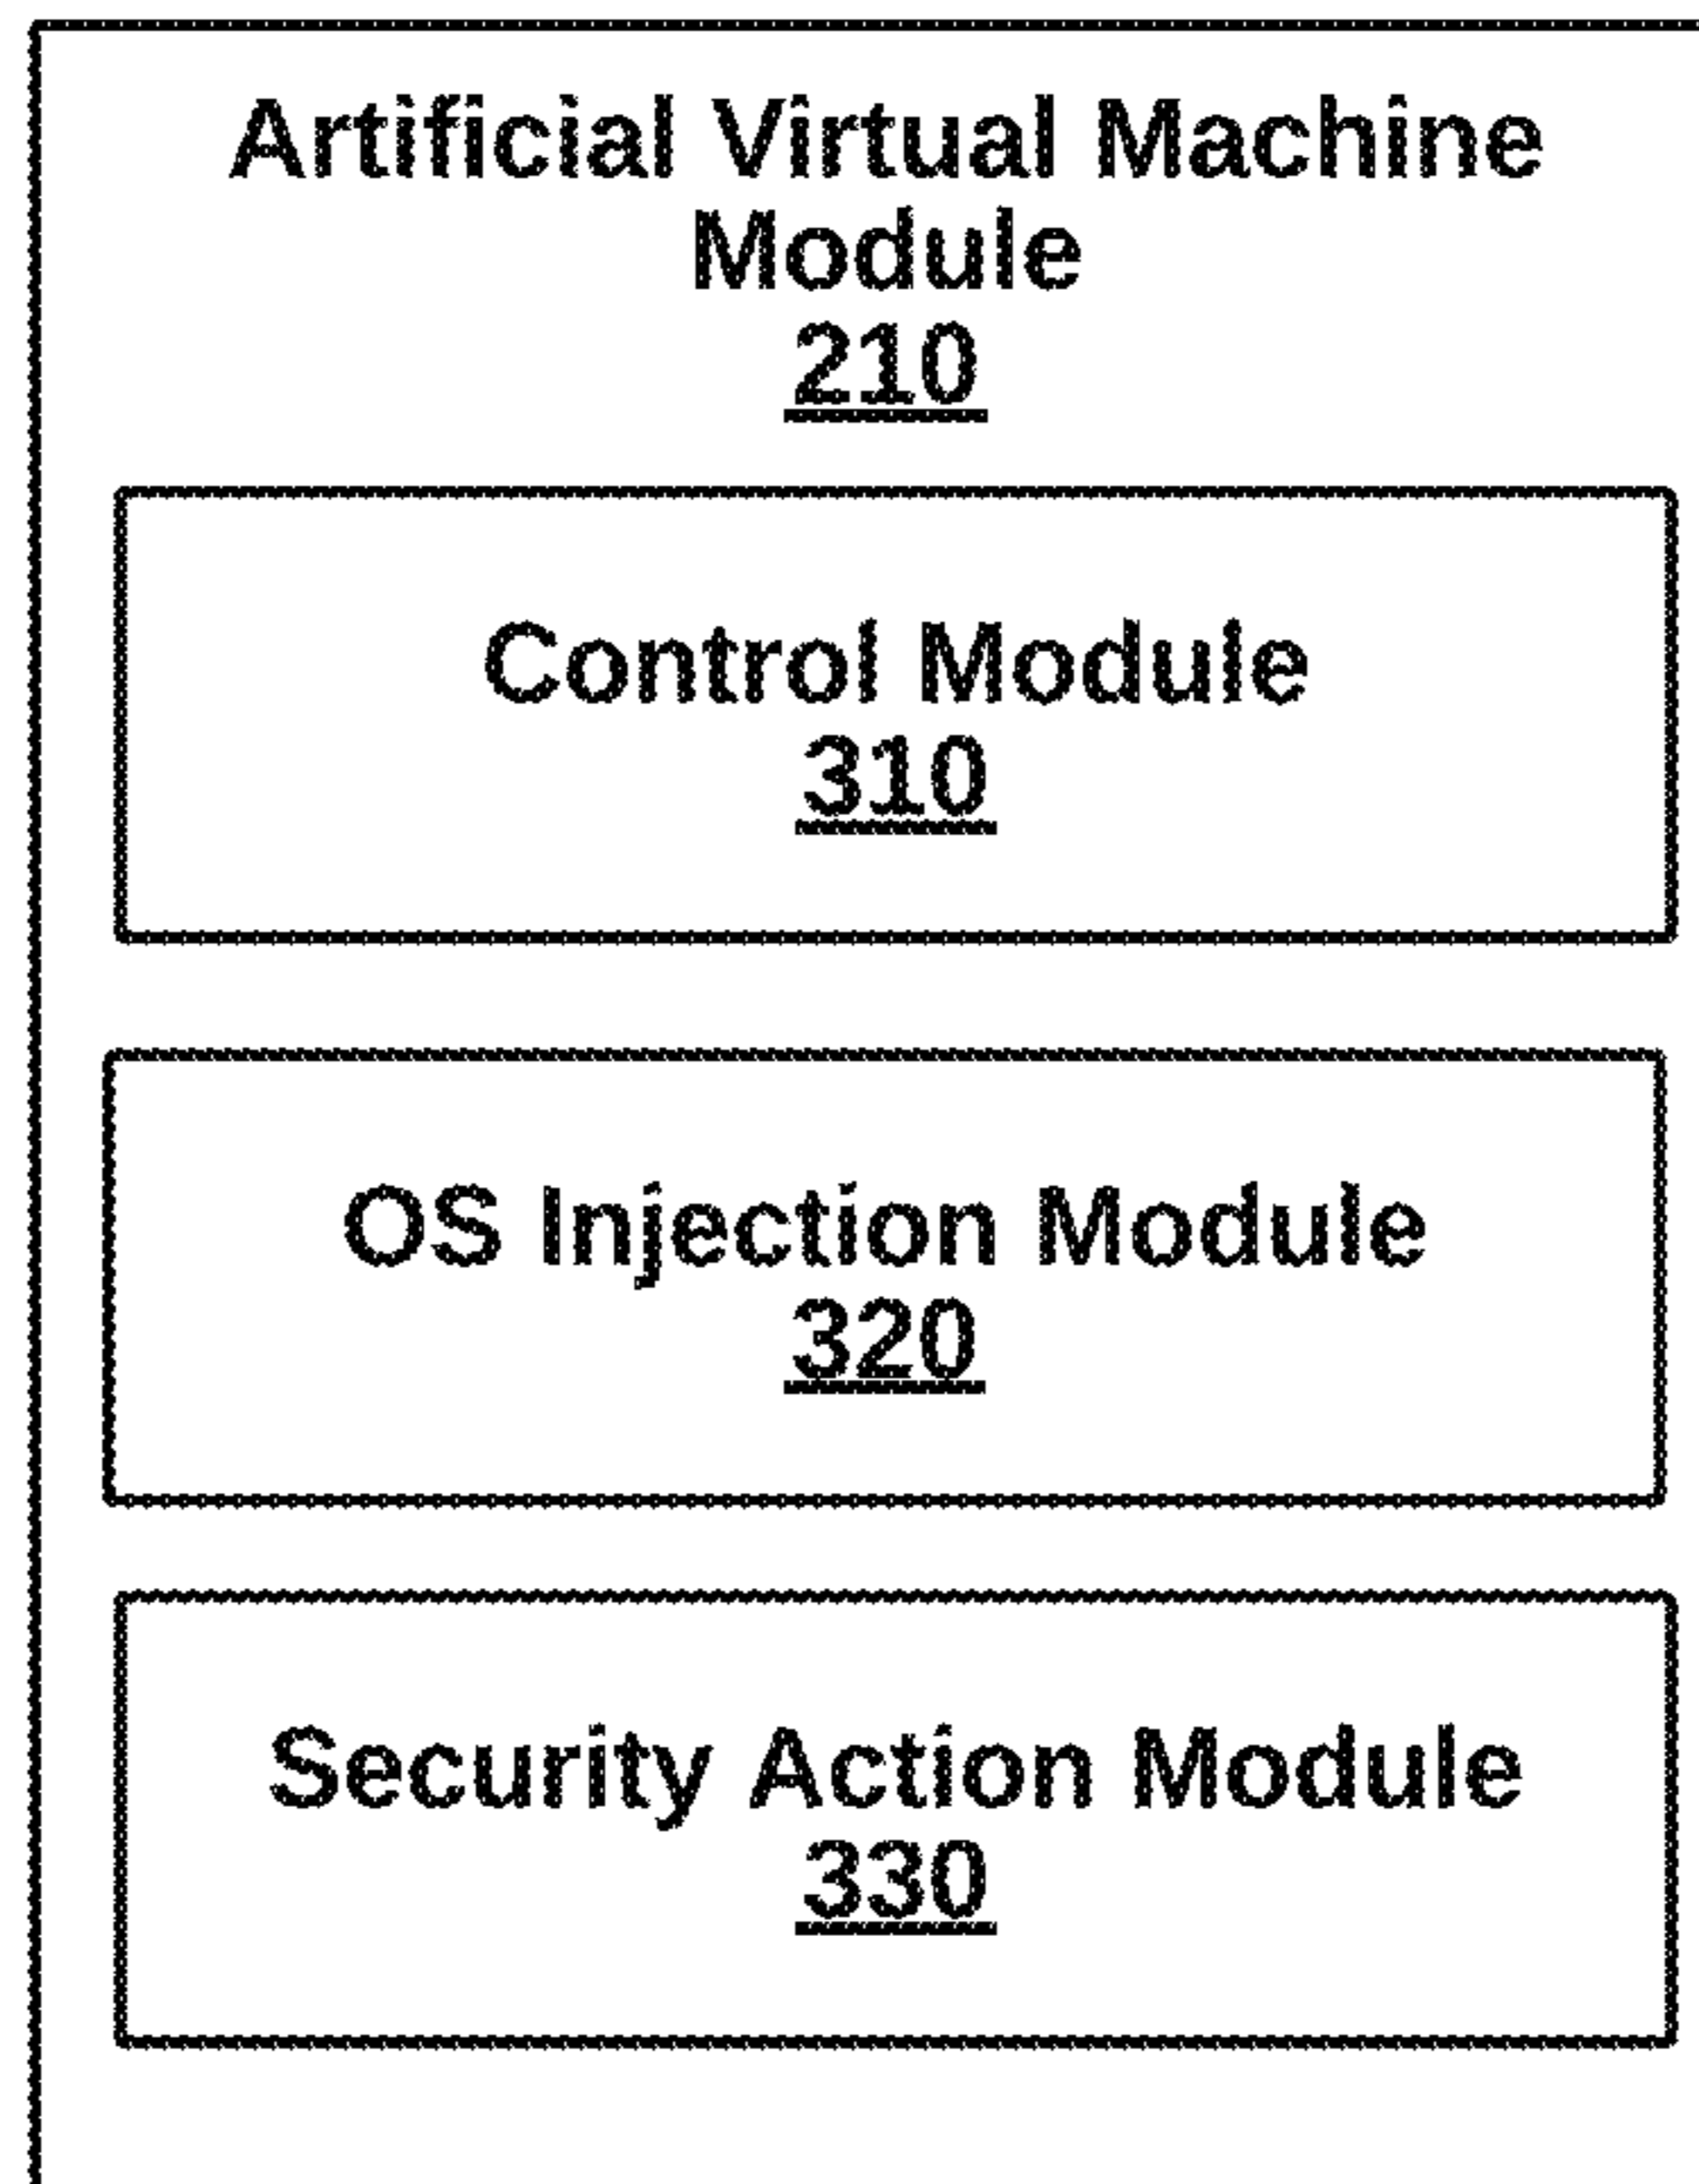 Artificial Virtual Machine
Module
210
Control Module
310
OS Injection Module
320
Security Action Module
330